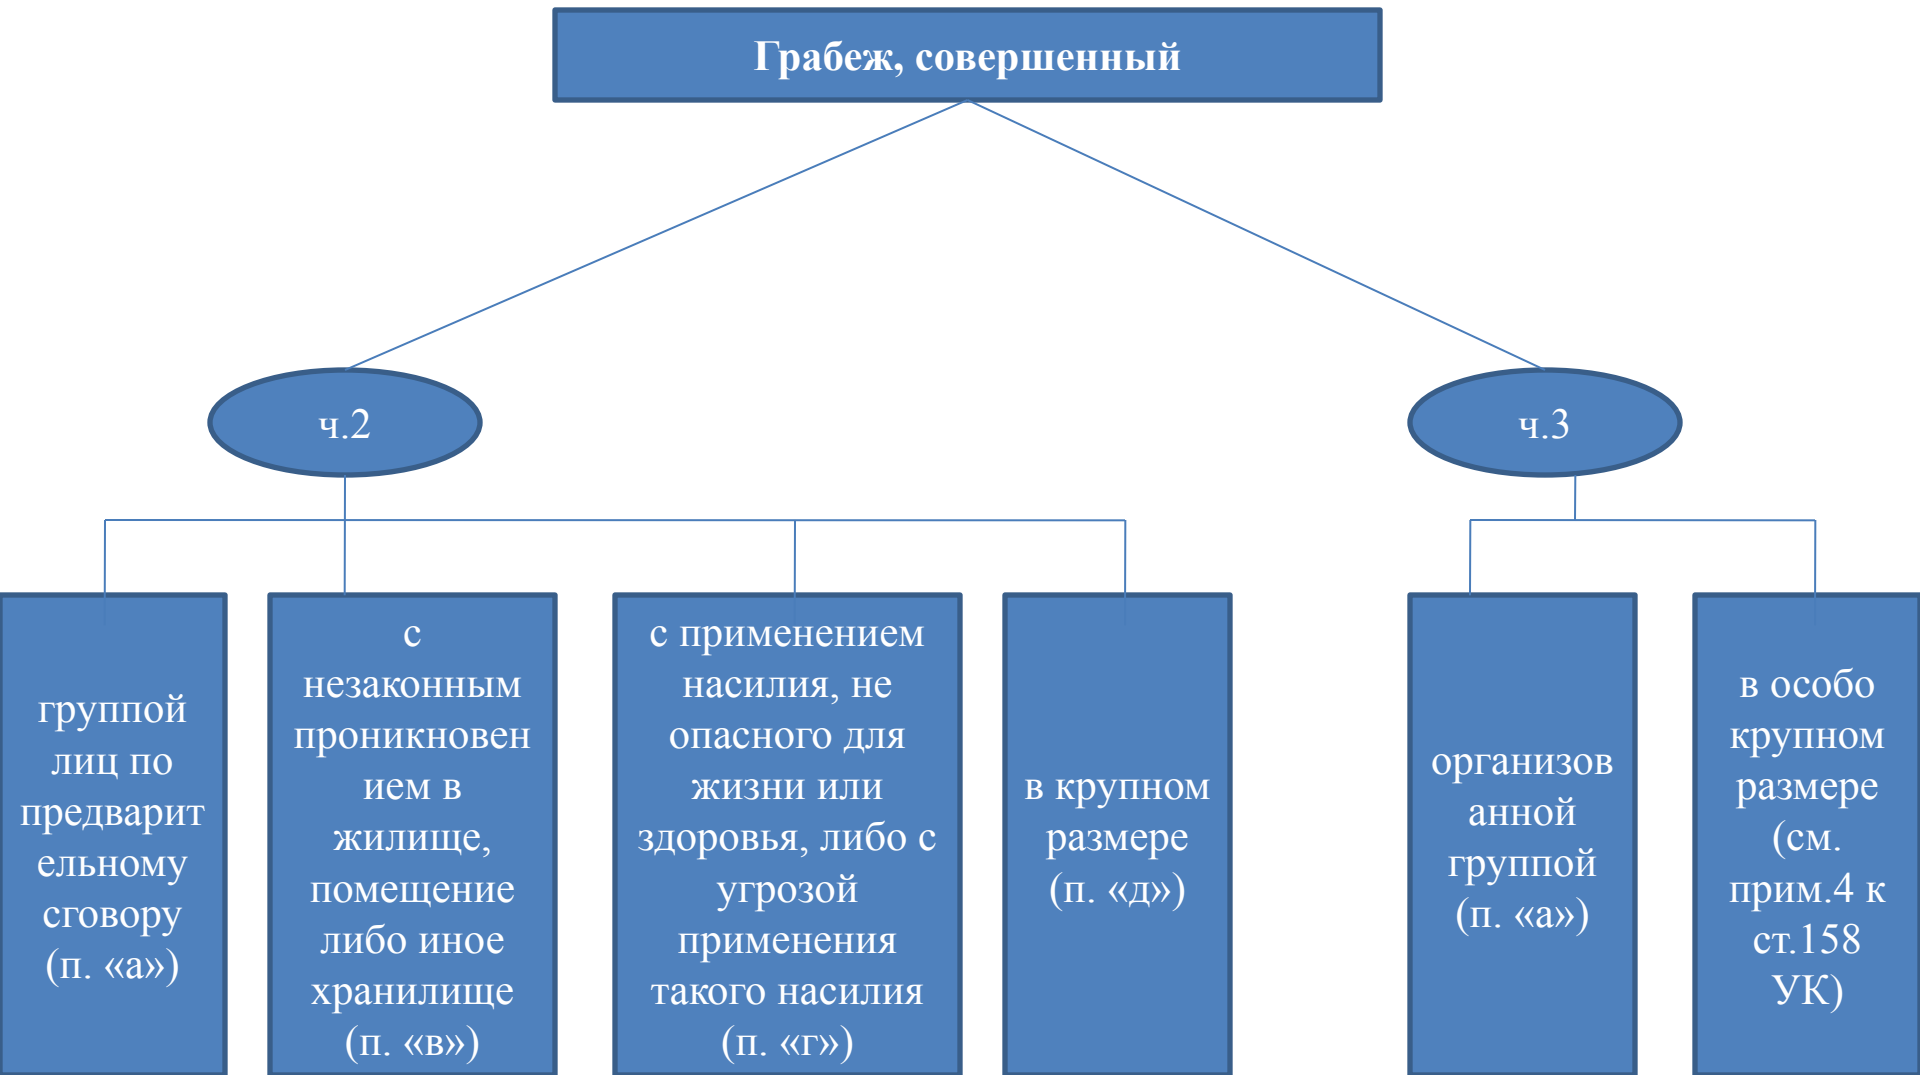 Грабеж, совершенный
ч.2
ч.3
группой
лиц по
предварит
ельному
сговору
(п. «а»)
с
незаконным
проникновен
ием в
жилище,
помещение
либо иное
хранилище
(п. «в»)
с применением
насилия, не
опасного для
жизни или
здоровья, либо с
угрозой
применения
такого насилия
(п. «г»)
в крупном
размере
(п. «д»)
организов
анной
группой
(п. «а»)
в особо
крупном
размере
(см.
прим.4 к
ст.158
УК)